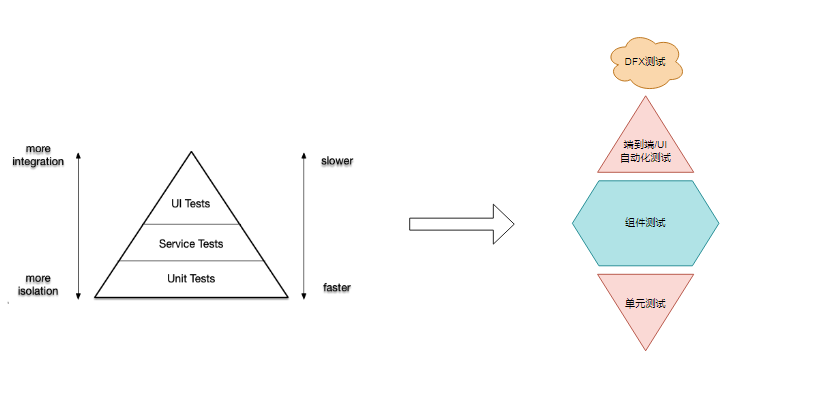 more
integration
more
isolation
UI Tests
Service Tests
Unit Tests
slower
faster
DFX测试
端到端/UI
自动化测试
组件测试
单元测试